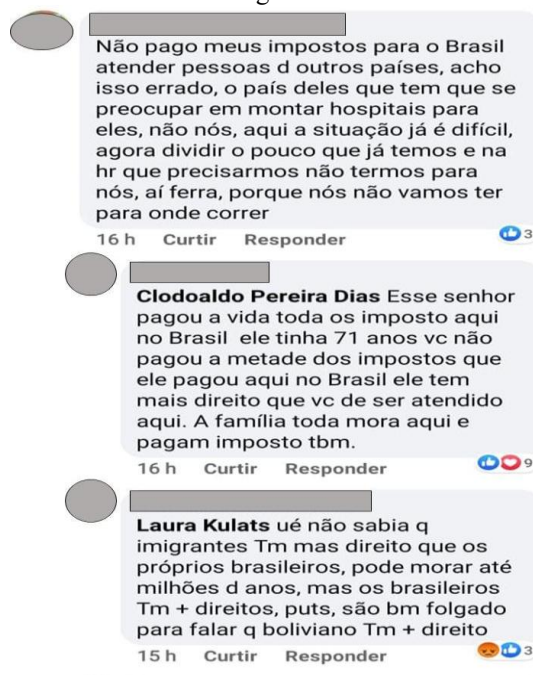 Não pago meus impostos para o Brasil
atender pessoas d outros países, acho
isso errado, o país deles que tem que se
preocupar em montar hospitais para
eles, não nós, aqui a situação já é difícil,
agora dividir o pouco que já temos e na
hr que precisarmos não termos para
nós, aí ferra, porque nós não vamos ter
para onde correr
16 h Curtir Responder 3
Clodoaldo Pereira Dias Esse senhor
pagou a vida toda os imposto aqui
no Brasil ele tinha 71 anos vc não
pagou a metade dos impostos que
ele pagou aqui no Brasil ele tem
mais direito que vc de ser atendido
aqui. A família toda mora aqui e
pagam imposto tbm.
16 h Curtir Responder 9
Laura Kulats ué não sabia q
imigrantes Tm mas direito que os
próprios brasileiros, pode morar até
milhões d anos, mas os brasileiros
Tm + direitos, puts, são bm folgado
para falar q boliviano Tm + direito
15 h Curtir Responder 3